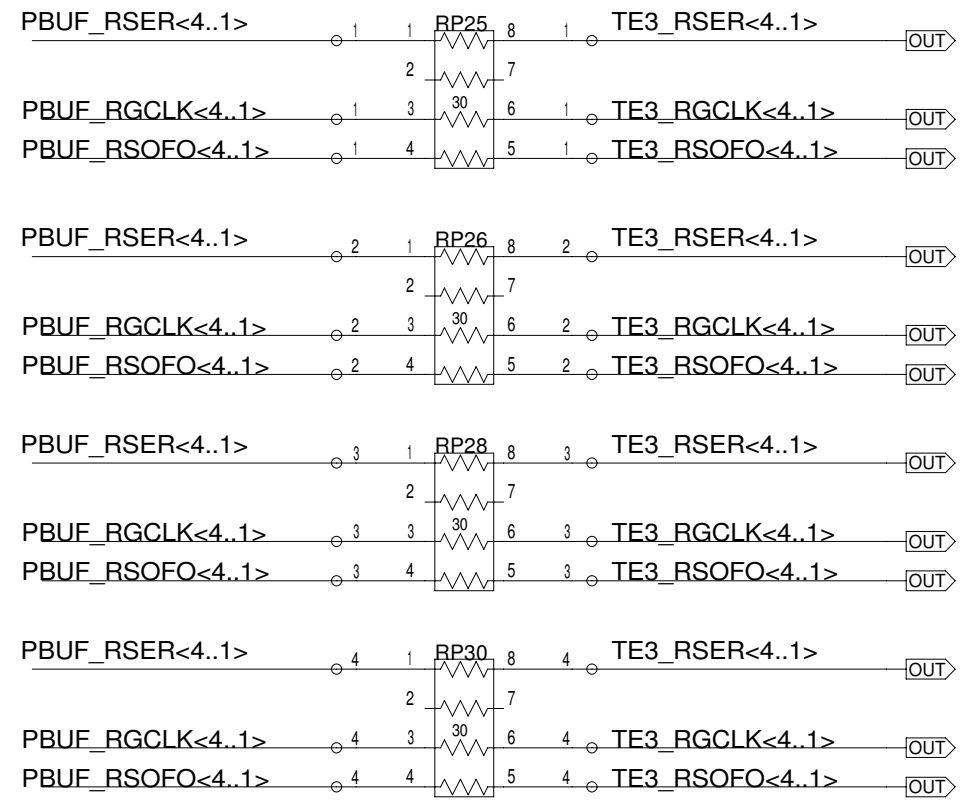 PBUF_RSER<4..1> 1 1 RP25 8 1 TE3_RSER<4..1> OUT
2 7
PBUF_RGCLK<4..1> 1 3 30 6 1 TE3_RGCLK<4..1> OUT
PBUF_RSOFO<4..1> 1 4 5 1 TE3_RSOFO<4..1> OUT
PBUF_RSER<4..1> 2 1 RP26 8 2 TE3_RSER<4..1> OUT
2 7
PBUF_RGCLK<4..1> 2 3 30 6 2 TE3_RGCLK<4..1> OUT
PBUF_RSOFO<4..1> 2 4 5 2 TE3_RSOFO<4..1> OUT
PBUF_RSER<4..1> 3 1 RP28 8 3 TE3_RSER<4..1> OUT
2 7
PBUF_RGCLK<4..1> 3 3 30 6 3 TE3_RGCLK<4..1> OUT
PBUF_RSOFO<4..1> 3 4 5 3 TE3_RSOFO<4..1> OUT
PBUF_RSER<4..1> 4 1 RP30 8 4 TE3_RSER<4..1> OUT
2 7
PBUF_RGCLK<4..1> 4 3 30 6 4 TE3_RGCLK<4..1> OUT
PBUF_RSOFO<4..1> 4 4 5 4 TE3_RSOFO<4..1> OUT